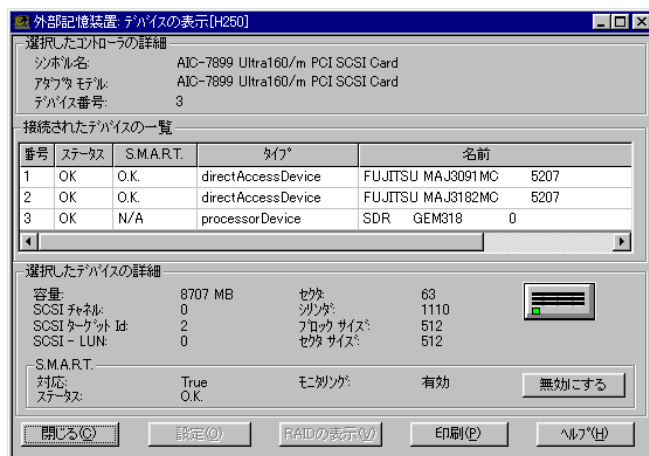 外部記憶装置: ﾃﾞﾊﾞｲｽの表示[H250]
選択したｺﾝﾄﾛｰﾗの詳細
ｼﾝﾎﾞﾙ名: AIC-7899 Ultra160/m PCI SCSI Card
ｱﾀﾞﾌﾟﾀ ﾓﾃﾞﾙ: AIC-7899 Ultra160/m PCI SCSI Card
ﾃﾞﾊﾞｲｽ番号: 3
接続されたﾃﾞﾊﾞｲｽの一覧
番号 ｽﾃｰﾀｽ S.M.A.R.T. ﾀｲﾌﾟ 名前
1 OK O.K. directAccessDevice FUJITSU MAJ3091MC 5207
2 OK O.K. directAccessDevice FUJITSU MAJ3182MC 5207
3 OK N/A processorDevice SDR GEM318 0
選択したﾃﾞﾊﾞｲｽの詳細
容量: 8707 MB ｾｸﾀ: 63
SCSI ﾁｬﾈﾙ: 0 ｼﾘﾝﾀﾞ: 1110
SCSI ﾀｰｹﾞｯﾄ Id: 2 ﾌﾞﾛｯｸ ｻｲｽﾞ: 512
SCSI - LUN: 0 ｾｸﾀ ｻｲｽﾞ: 512
S.M.A.R.T.
対応: True ﾓﾆﾀﾘﾝｸﾞ: 有効 無効にする
ｽﾃｰﾀｽ: O.K.
閉じる(C) 設定(O) RAIDの表示(V) 印刷(P) ﾍﾙﾌﾟ(H)